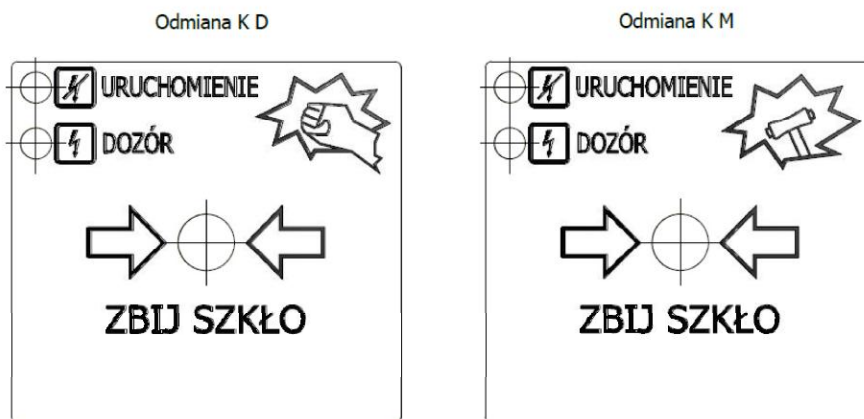 Odmiana K D
URUCHOMIENIE
DOZÓR
ZBIJ SZKŁO
Odmiana K M
URUCHOMIENIE
DOZÓR
ZBIJ SZKŁO